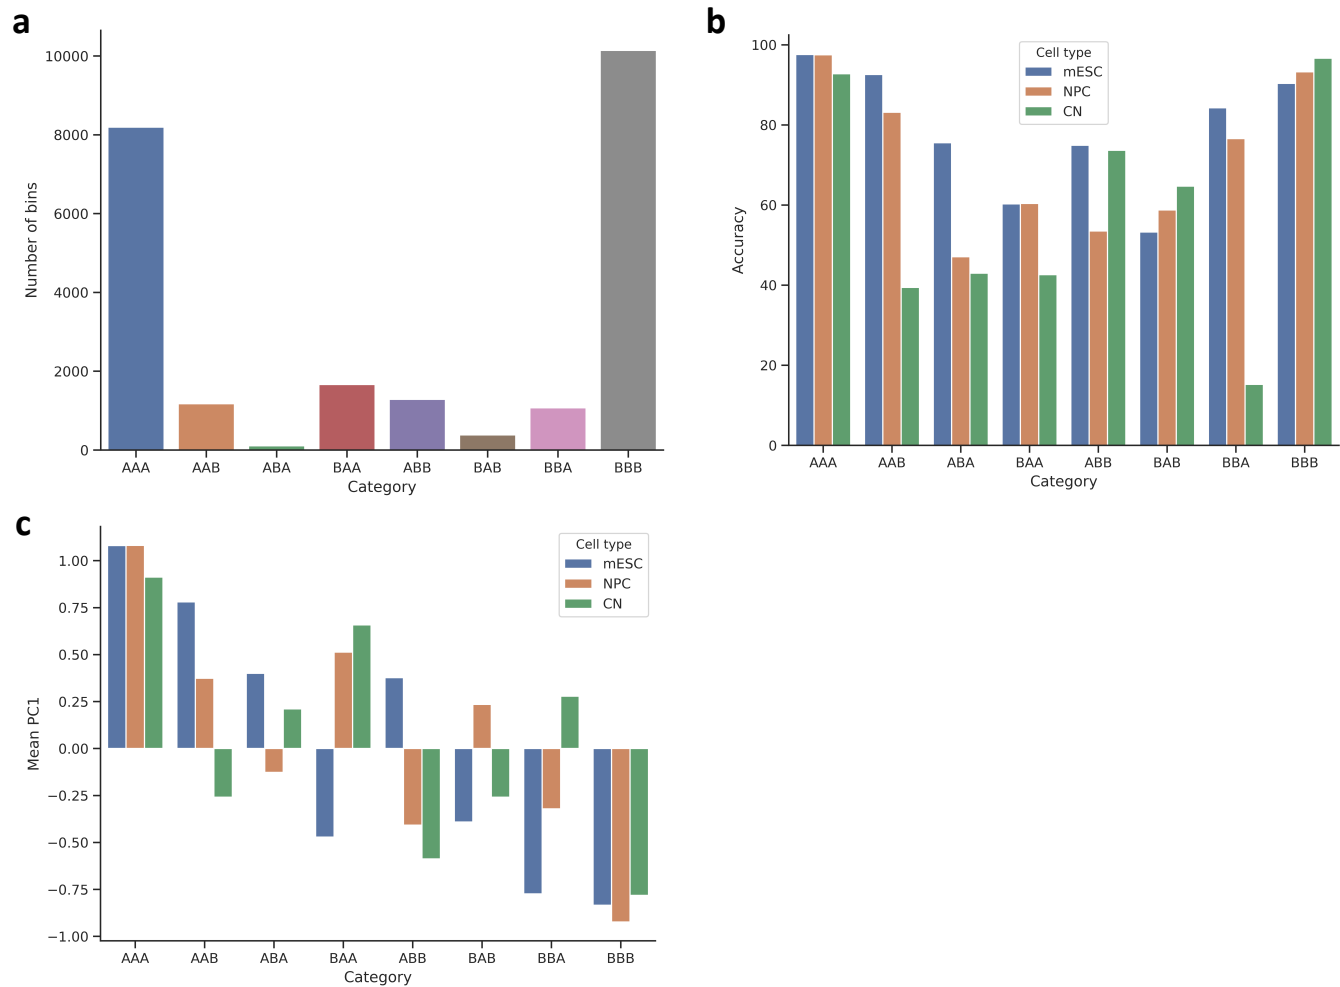 a
10000
8000
6000
4000
2000
0
Number of bins
AAA AAB ABA BAA ABB BAB BBA BBB
Category
b
100
80
60
40
20
0
Accuracy
Cell type
mESC
NPC
CN
AAA AAB ABA BAA ABB BAB BBA BBB
Category
c
1.00
0.75
0.50
0.25
0.00
−0.25
−0.50
−0.75
−1.00
Mean PC1
Cell type
mESC
NPC
CN
AAA AAB ABA BAA ABB BAB BBA BBB
Category